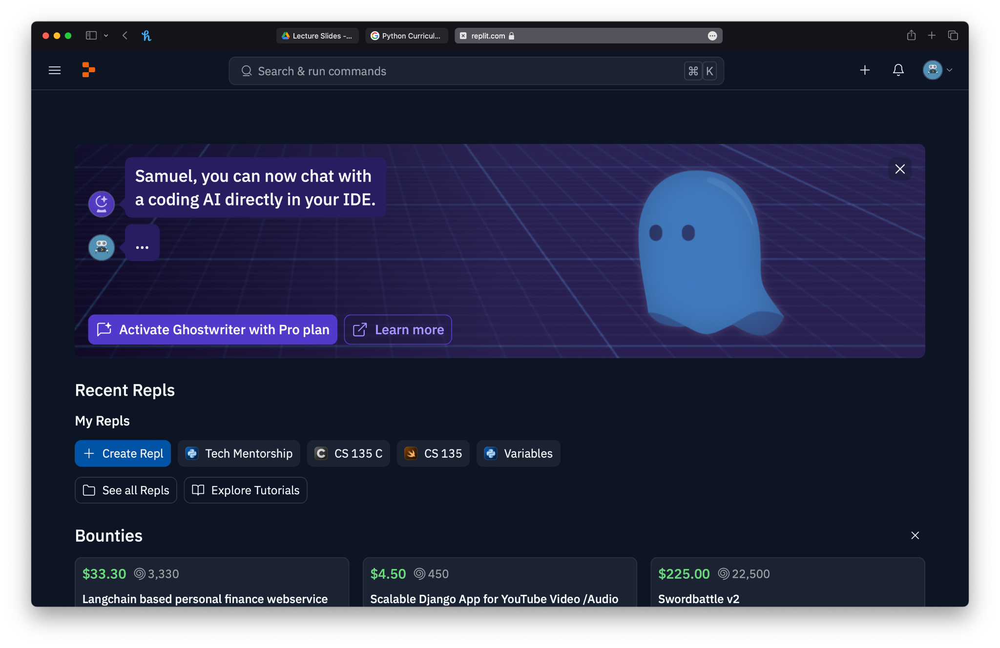 Lecture Slides -...
Python Curricul...
replit.com
Search & run commands
⌘ K
Samuel, you can now chat with
a coding AI directly in your IDE.
...
Activate Ghostwriter with Pro plan
Learn more
Recent Repls
My Repls
Create Repl
Tech Mentorship
CS 135 C
CS 135
Variables
See all Repls
Explore Tutorials
Bounties
$33.30 3,330
Langchain based personal finance webservice
$4.50 450
Scalable Django App for YouTube Video /Audio
$225.00 22,500
Swordbattle v2